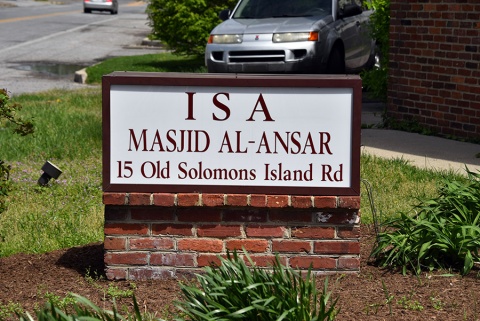 ISA
MASJID AL-ANSAR
15 Old Solomons Island Rd